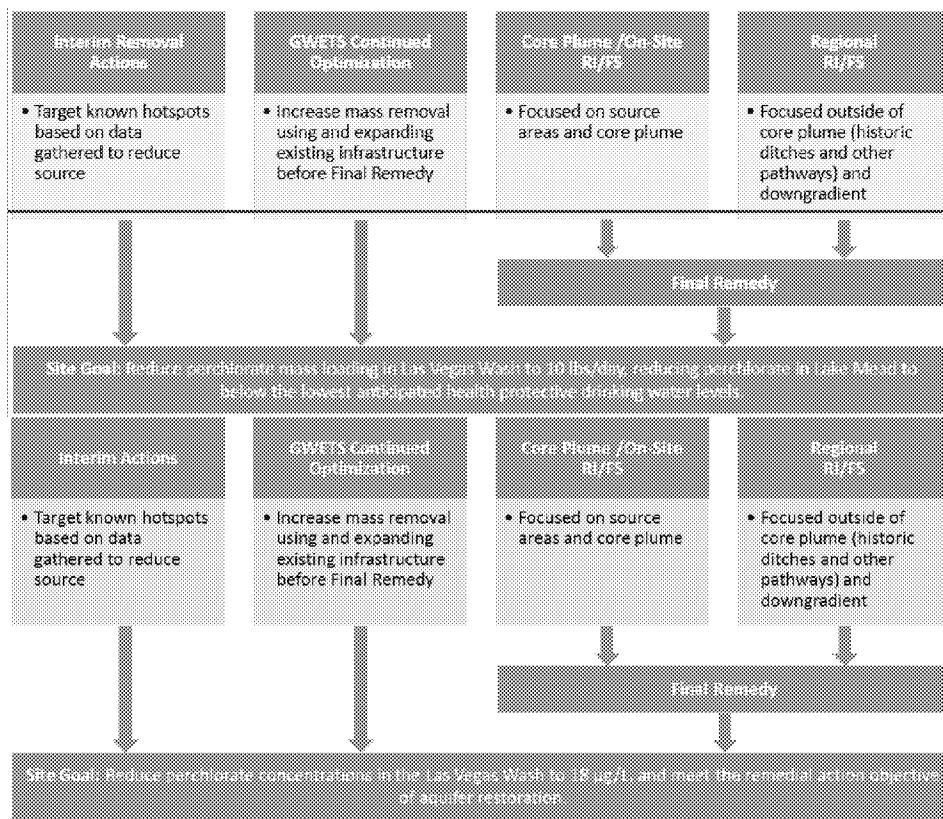 Interim Removal
Actions
• Target known hotspots
based on data
gathered to reduce
source
GWETS Continued
Optimization
• Increase mass removal
using and expanding
existing infrastructure
before Final Remedy
Core Plume /On-Site
RI/FS
• Focused on source
areas and core plume
Regional
RI/FS
• Focused outside of
core plume (historic
ditches and other
pathways) and
downgradient
Final Remedy
Site Goal: Reduce perchlorate mass loading in Las Vegas Wash to 10 lbs/day, reducing perchlorate in Lake Mead to
below the lowest anticipated health protective drinking water levels
Interim Actions
• Target known hotspots
based on data
gathered to reduce
source
GWETS Continued
Optimization
• Increase mass removal
using and expanding
existing infrastructure
before Final Remedy
Core Plume /On-Site
RI/FS
• Focused on source
areas and core plume
Regional
RI/FS
• Focused outside of
core plume (historic
ditches and other
pathways) and
downgradient
Final Remedy
Site Goal: Reduce perchlorate concentrations in the Las Vegas Wash to 18 ug/L, and meet the remedial action objective
of aquifer restoration